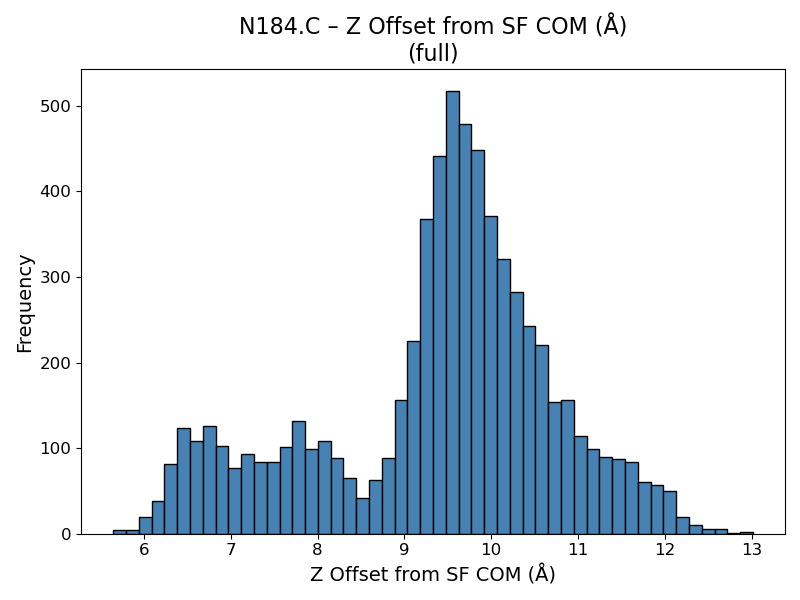 N184.C – Z Offset from SF COM (Å)
(full)
500
400
300
200
100
0
Frequency
6 7 8 9 10 11 12 13
Z Offset from SF COM (Å)